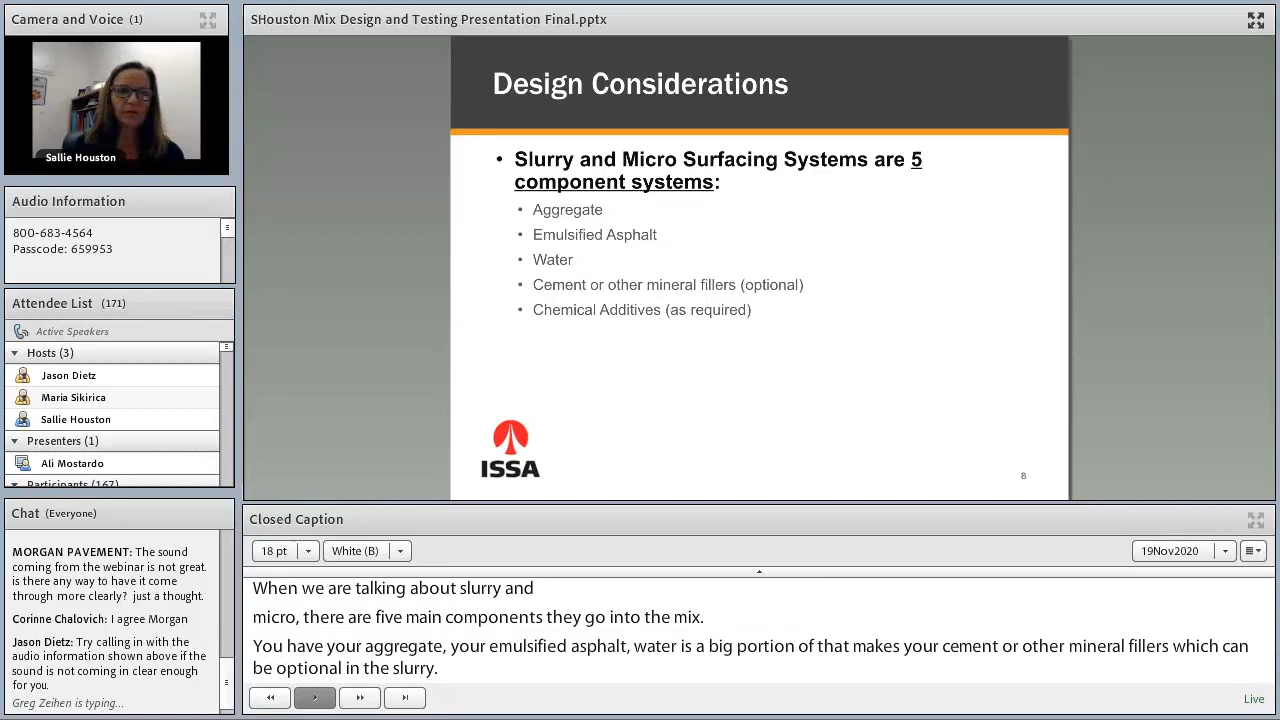 Camera and Voice (1)
Sallie Houston
Audio Information
800-683-4564
Passcode: 659953
Attendee List (171)
Active Speakers
Hosts (3)
Jason Dietz
Maria Sikirica
Sallie Houston
Presenters (1)
Ali Mostardo
Participants (167)
Chat (Everyone)
MORGAN PAVEMENT: The sound
coming from the webinar is not great.
is there any way to have it come
through more clearly? just a thought.
Corinne Chalovich: I agree Morgan
Jason Dietz: Try calling in with the
audio information shown above if the
sound is not coming in clear enough
for you.
Greg Zeihen is typing...
SHouston Mix Design and Testing Presentation Final.pptx
Design Considerations
• Slurry and Micro Surfacing Systems are 5
component systems:
• Aggregate
• Emulsified Asphalt
• Water
• Cement or other mineral fillers (optional)
• Chemical Additives (as required)
ISSA
8
Closed Caption
18 pt
White (B)
19Nov2020
When we are talking about slurry and
micro, there are five main components they go into the mix.
You have your aggregate, your emulsified asphalt, water is a big portion of that makes your cement or other mineral fillers which can
be optional in the slurry.
Live